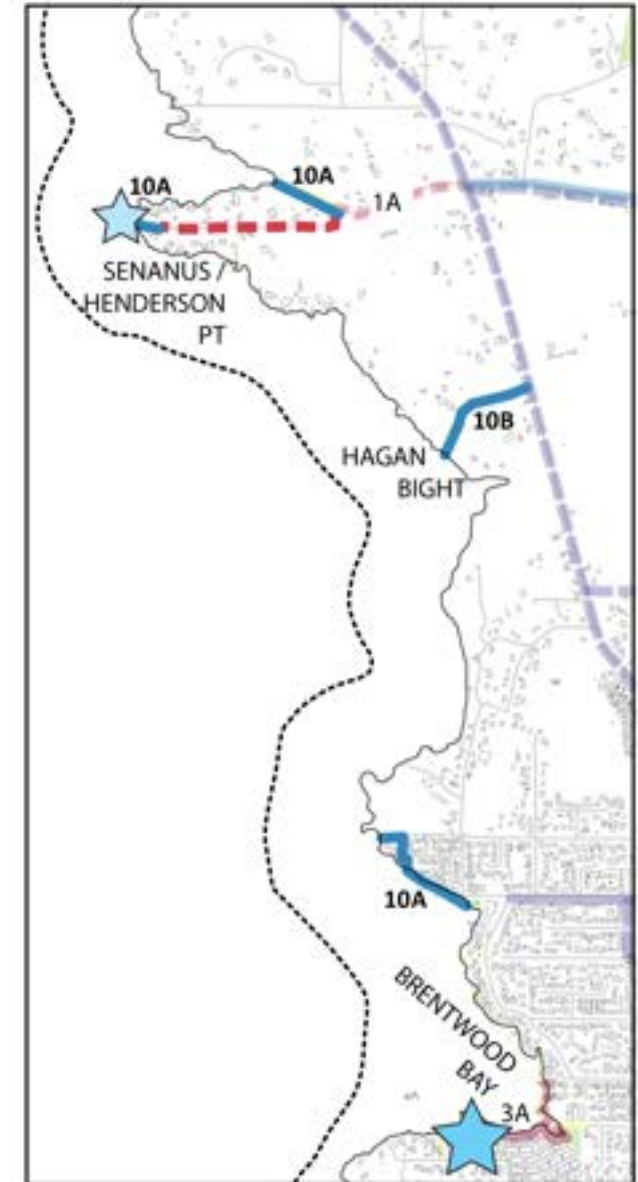 10A
10A
1A
SENANUS /
HENDERSON
PT
10B
HAGAN
BIGHT
10A
BRENTWOOD
BAY
3A